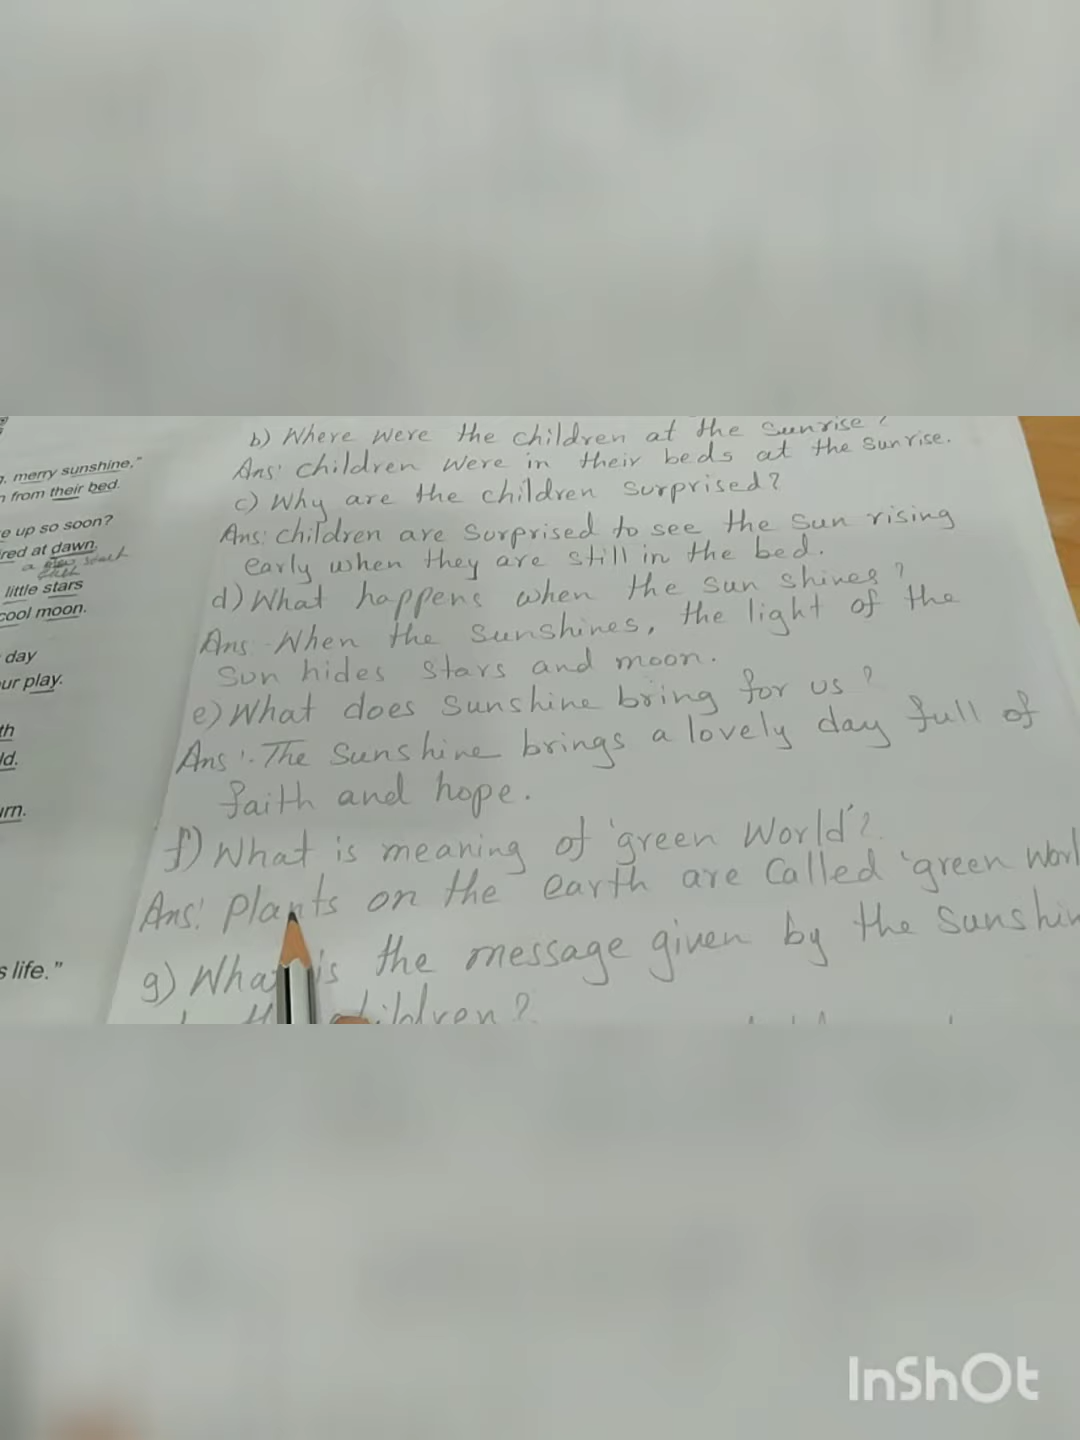 merry sunshine,"
from their bed.
up so soon?
red at dawn,
a new
little stars
cool moon.
day
ur play.
th
ld.
urn.
s life."
b) Where were the children at the sunrise?
Ans: children were in their beds at the sunrise.
c) Why are the children surprised?
Ans: children are surprised to see the sun rising
early when they are still in the bed.
d) What happens when the sun shines?
Ans - When the sunshines, the light of the
sun hides stars and moon.
e) What does sunshine bring for us?
Ans: The sunshine brings a lovely day full of
faith and hope.
f) What is meaning of 'green World'?
Ans: plants on the earth are called 'green Worl
g) What is the message given by the sunshin
children?
InShOt